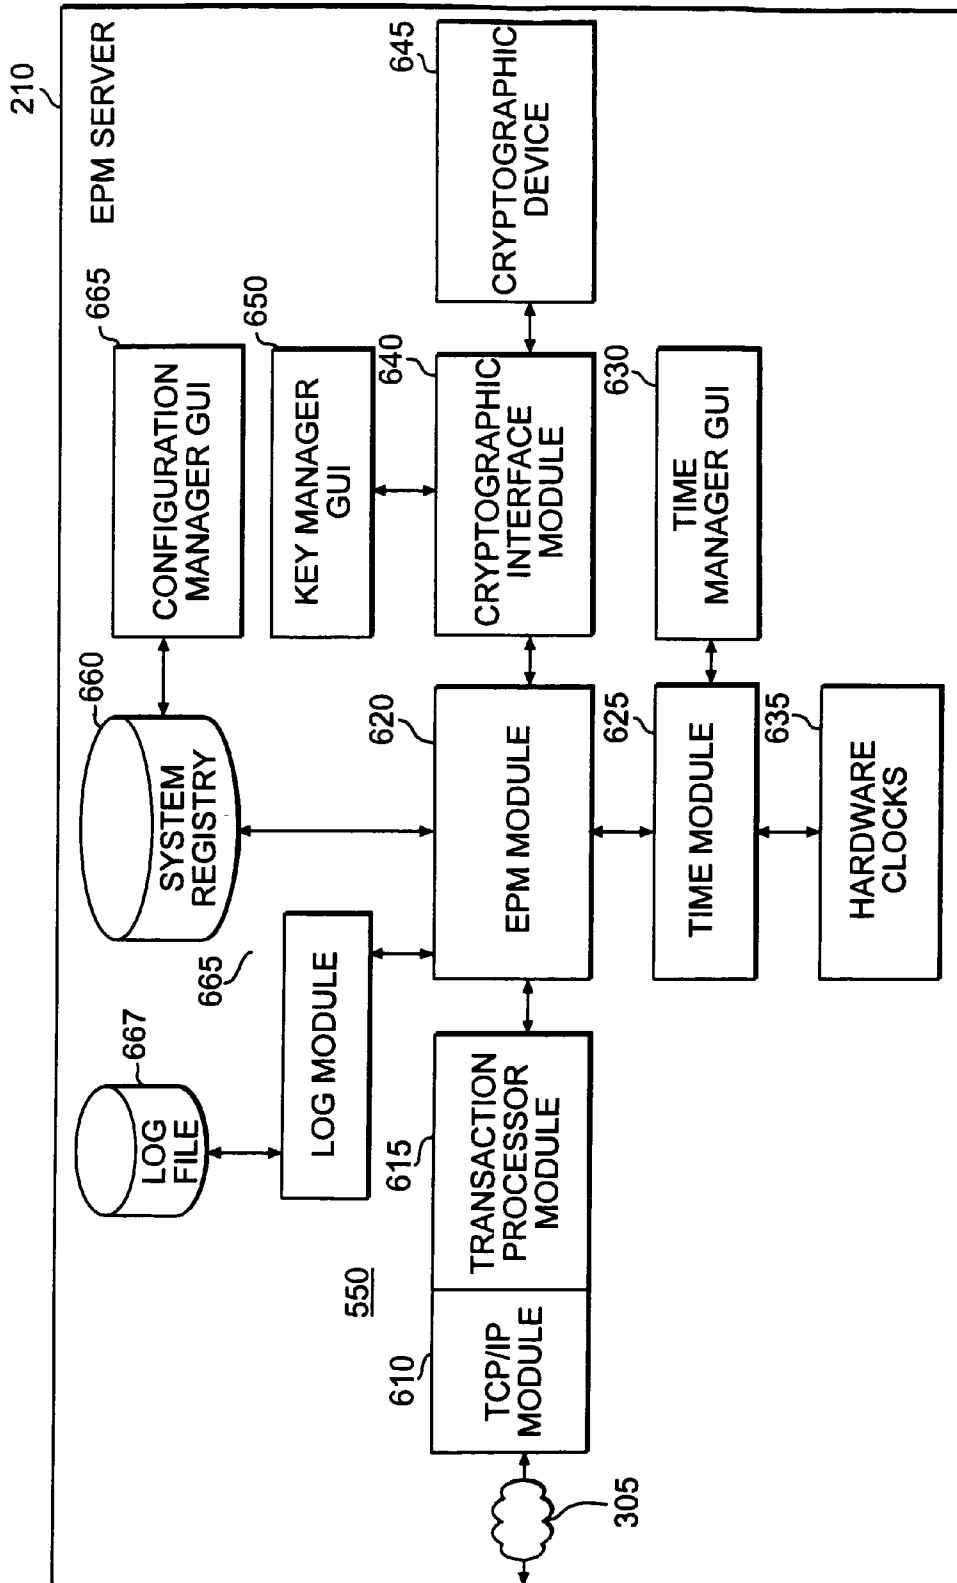 210
EPM SERVER
667
LOG
FILE
660
SYSTEM
REGISTRY
665
CONFIGURATION
MANAGER GUI
665
LOG MODULE
650
KEY MANAGER
GUI
550
610
TCP/IP
MODULE
615
TRANSACTION
PROCESSOR
MODULE
620
EPM MODULE
640
CRYPTOGRAPHIC
INTERFACE
MODULE
645
CRYPTOGRAPHIC
DEVICE
305
625
TIME MODULE
630
TIME
MANAGER GUI
635
HARDWARE
CLOCKS